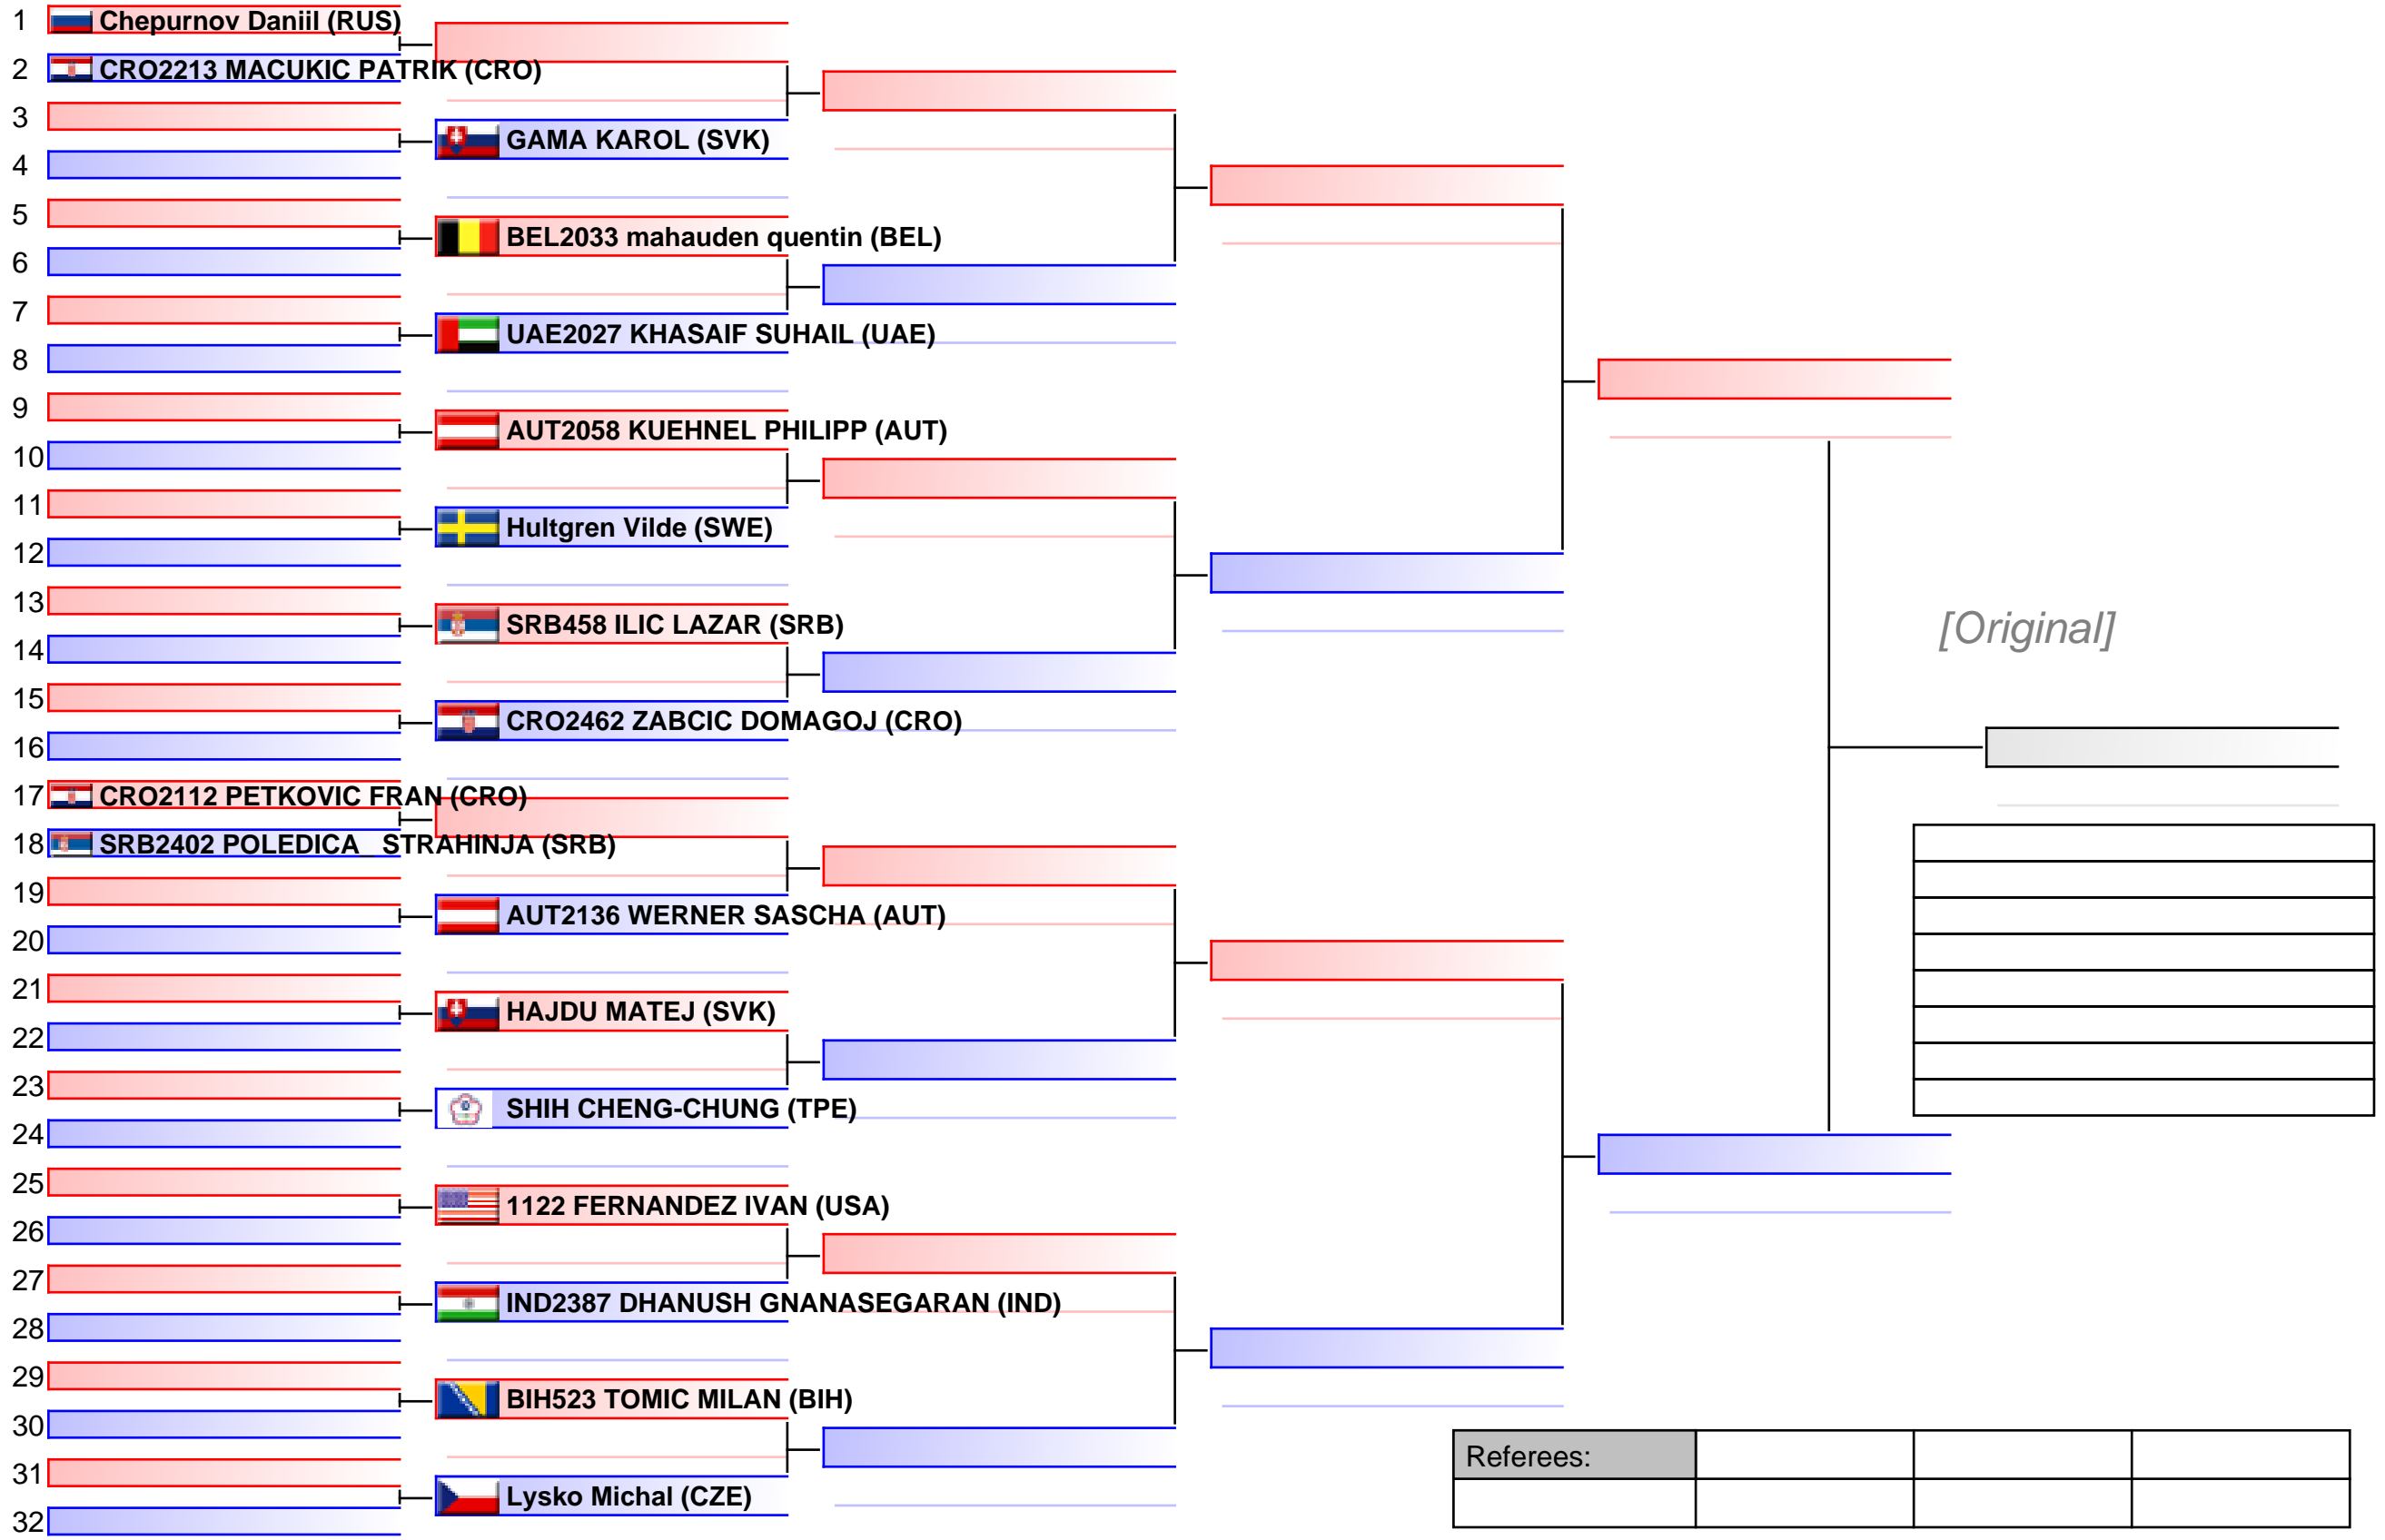 1 Chepurnov Daniil (RUS)
2 CRO2213 MACUKIC PATRIK (CRO)
3
GAMA KAROL (SVK)
4
5
BEL2033 mahauden quentin (BEL)
6
7
UAE2027 KHASAIF SUHAIL (UAE)
8
9
AUT2058 KUEHNEL PHILIPP (AUT)
10
11
Hultgren Vilde (SWE)
12
13
SRB458 ILIC LAZAR (SRB)
[Original]
14
15
CRO2462 ZABCIC DOMAGOJ (CRO)
16
17 CRO2112 PETKOVIC FRAN (CRO)
18 SRB2402 POLEDICA_ STRAHINJA (SRB)
19
AUT2136 WERNER SASCHA (AUT)
20
21
HAJDU MATEJ (SVK)
22
23
SHIH CHENG-CHUNG (TPE)
24
25
1122 FERNANDEZ IVAN (USA)
26
27
IND2387 DHANUSH GNANASEGARAN (IND)
28
29
BIH523 TOMIC MILAN (BIH)
30
Referees:
31
Lysko Michal (CZE)
32